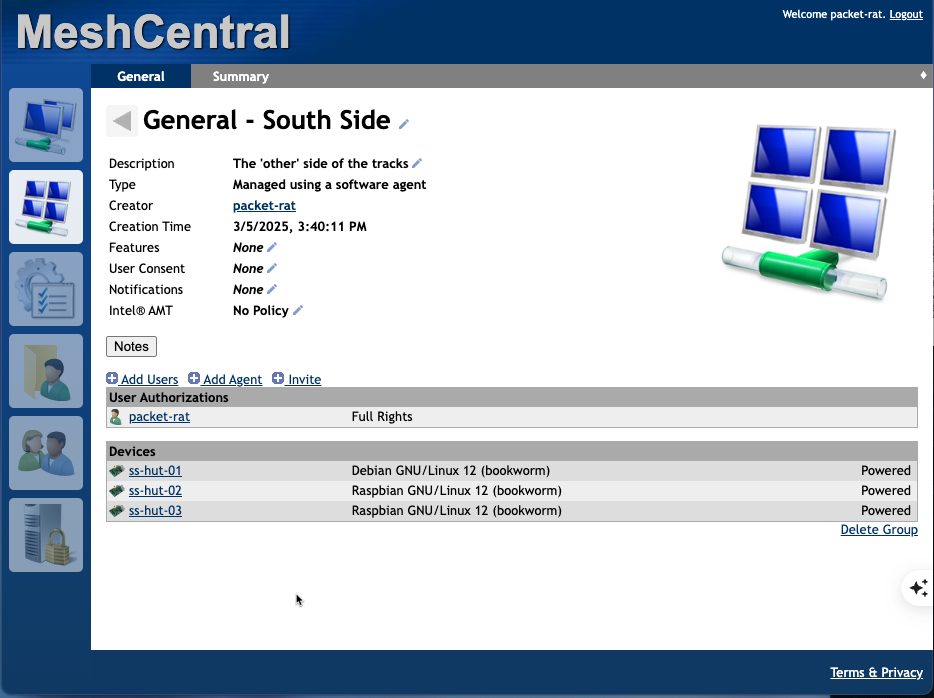 MeshCentral
Welcome packet-rat. Logout
General Summary
General - South Side
Description The 'other' side of the tracks
Type Managed using a software agent
Creator packet-rat
Creation Time 3/5/2025, 3:40:11 PM
Features None
User Consent None
Notifications None
Intel® AMT No Policy
Notes
Add Users Add Agent Invite
User Authorizations
packet-rat Full Rights
Devices
ss-hut-01 Debian GNU/Linux 12 (bookworm) Powered
ss-hut-02 Raspbian GNU/Linux 12 (bookworm) Powered
ss-hut-03 Raspbian GNU/Linux 12 (bookworm) Powered
Delete Group
Terms & Privacy